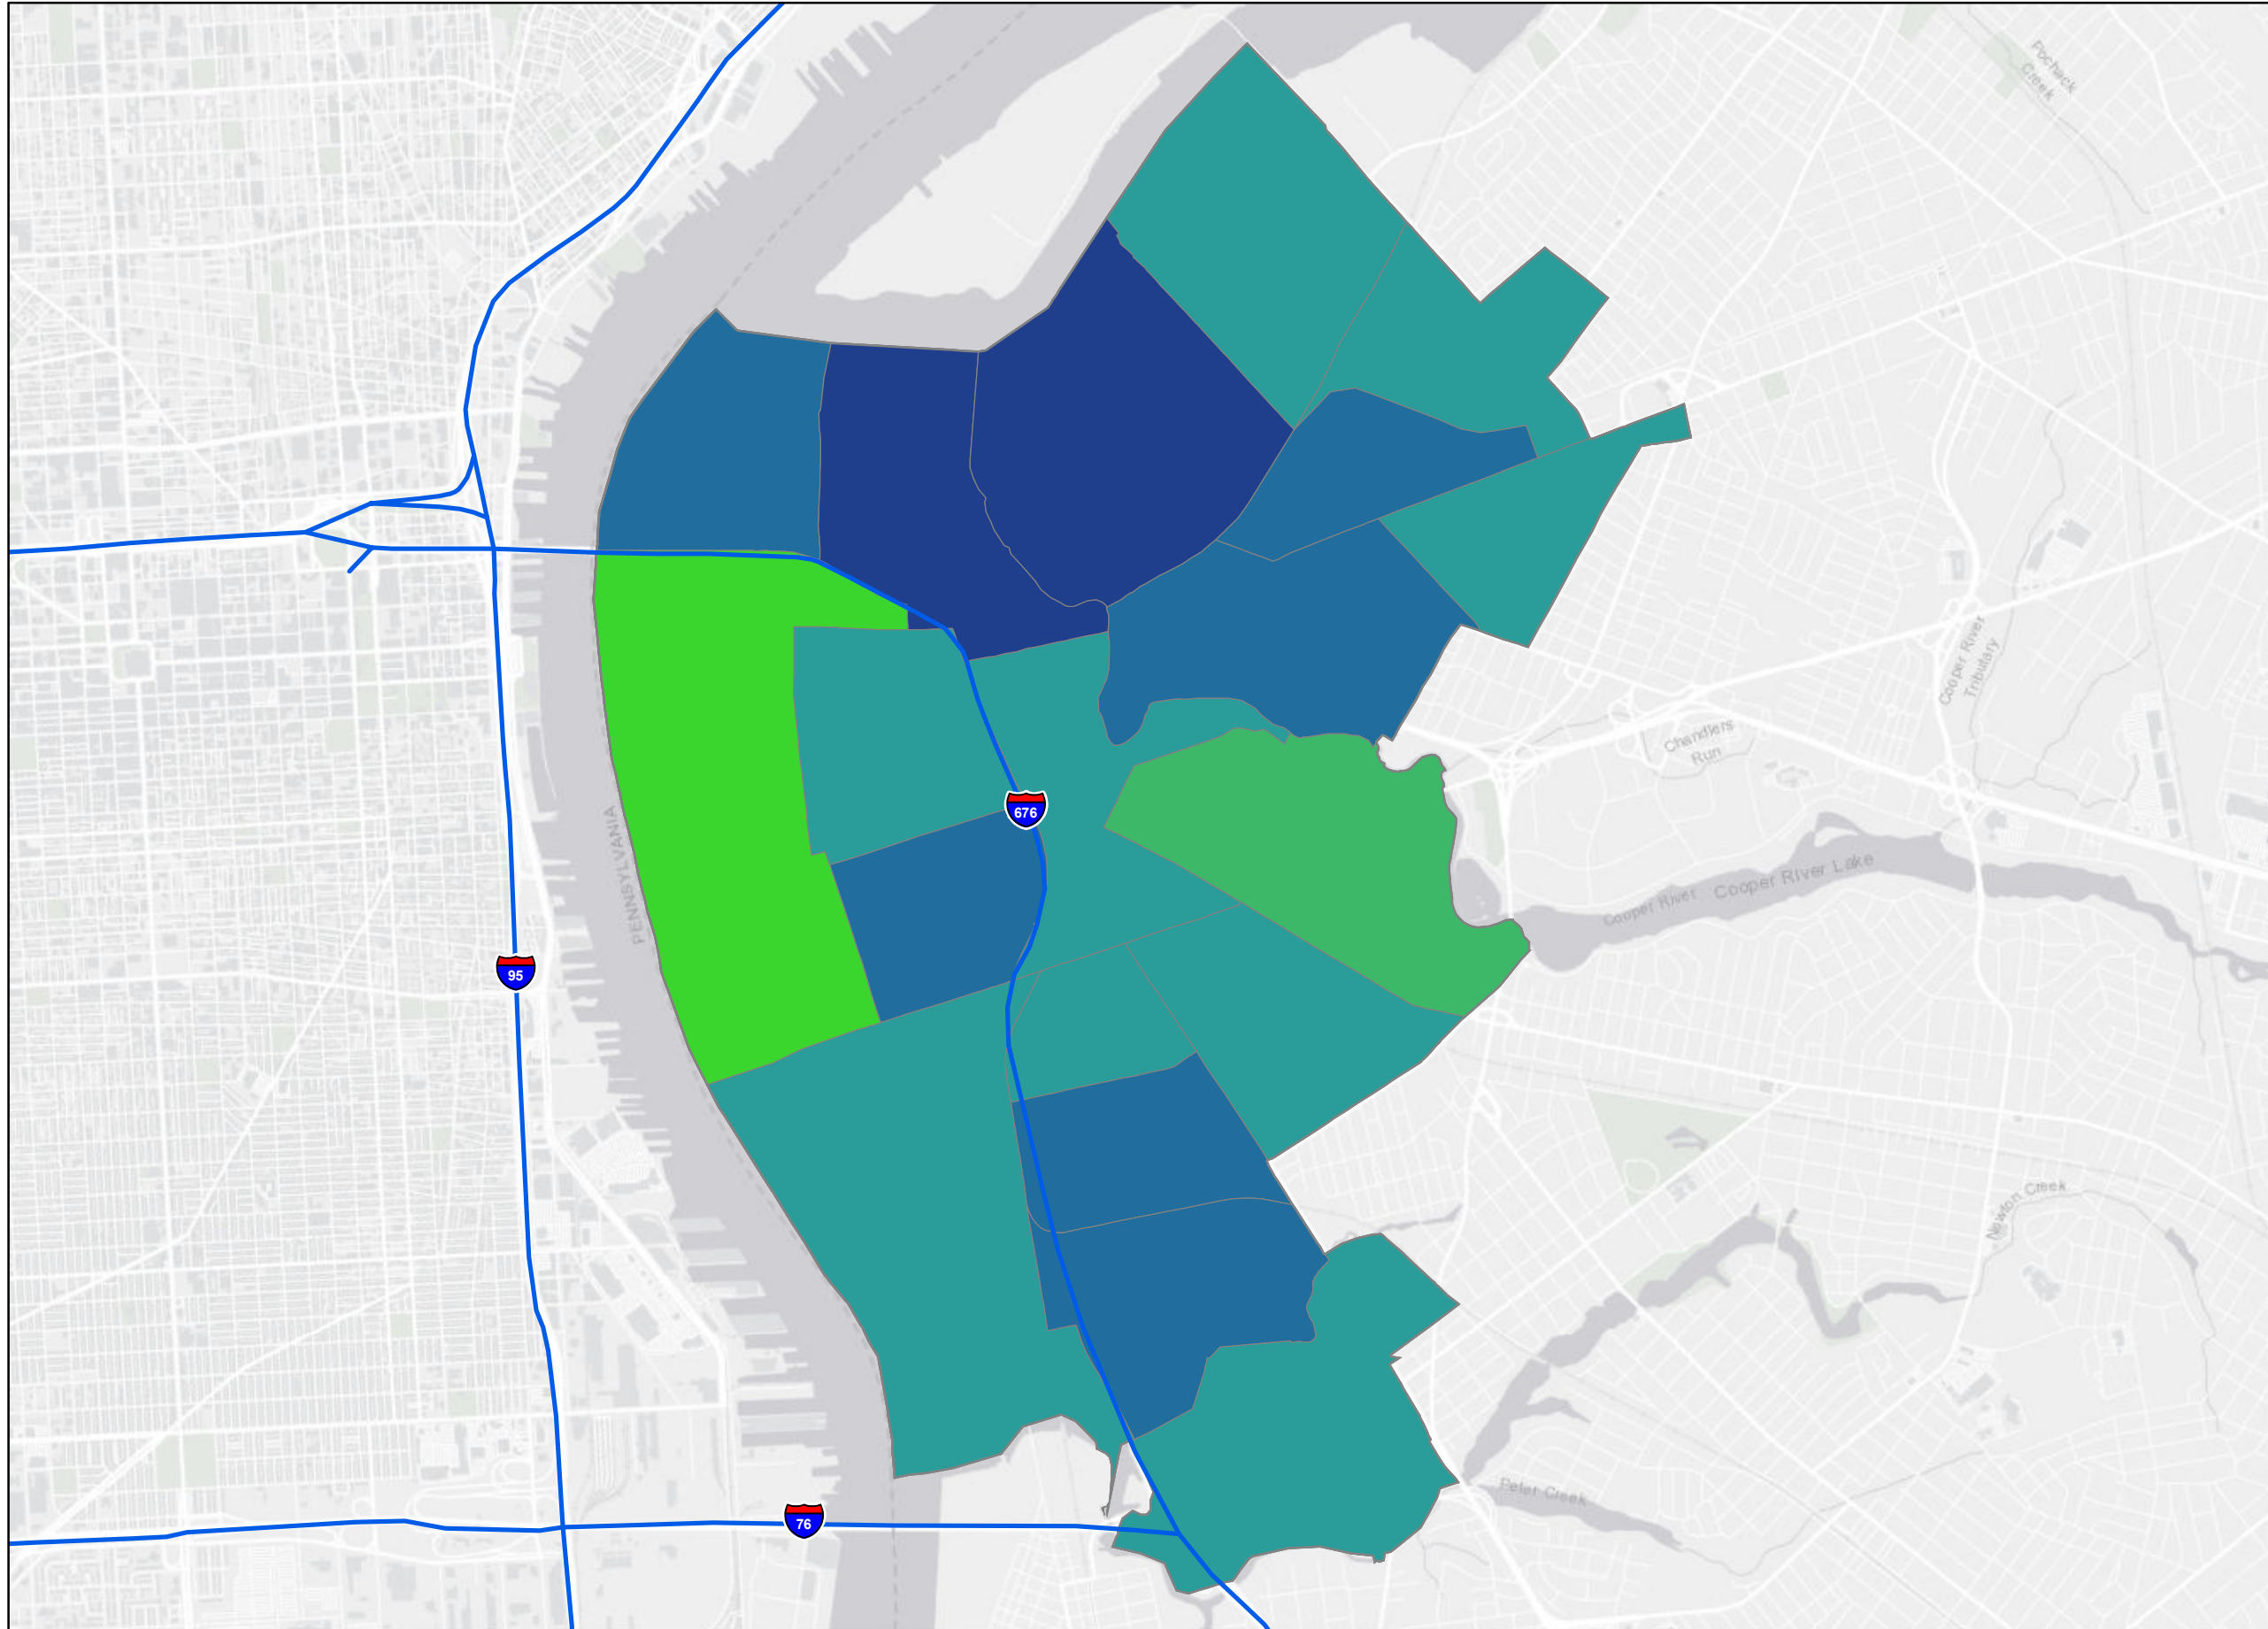 Pochack
Creek
Cooper River
Tributary
Chandlers
Run
676
PENNSYLVANIA
Cooper River
Cooper River Lake
95
Newton Creek
Peter Creek
76